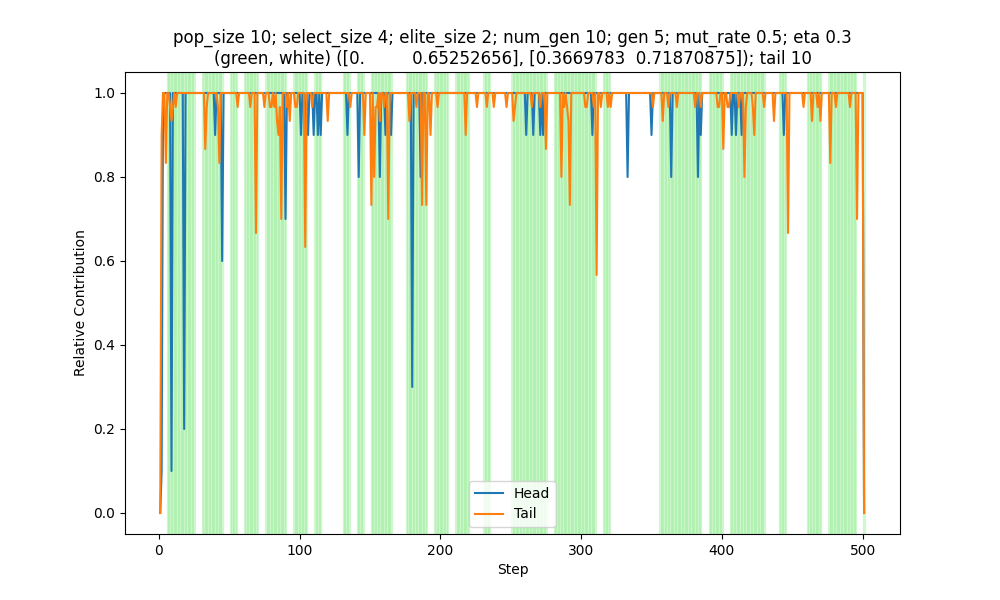 pop_size 10; select_size 4; elite_size 2; num_gen 10; gen 5; mut_rate 0.5; eta 0.3
(green, white) ([0.          0.65252656], [0.3669783  0.71870875]); tail 10
Relative Contribution
1.0
0.8
0.6
0.4
0.2
0.0
Head
Tail
0
100
200
300
400
500
Step